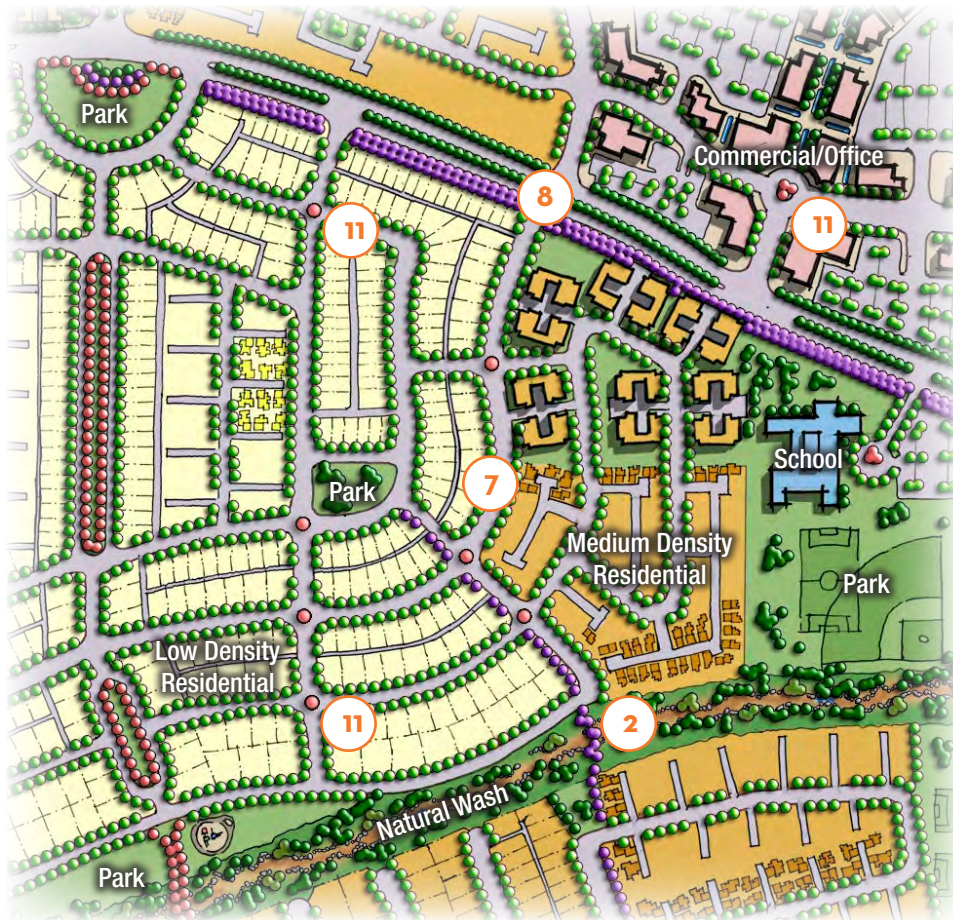 Park
Commercial/Office
8
11
11
School
Park
7
Medium Density
Residential
Park
Low Density
Residential
11
2
Natural Wash
Park